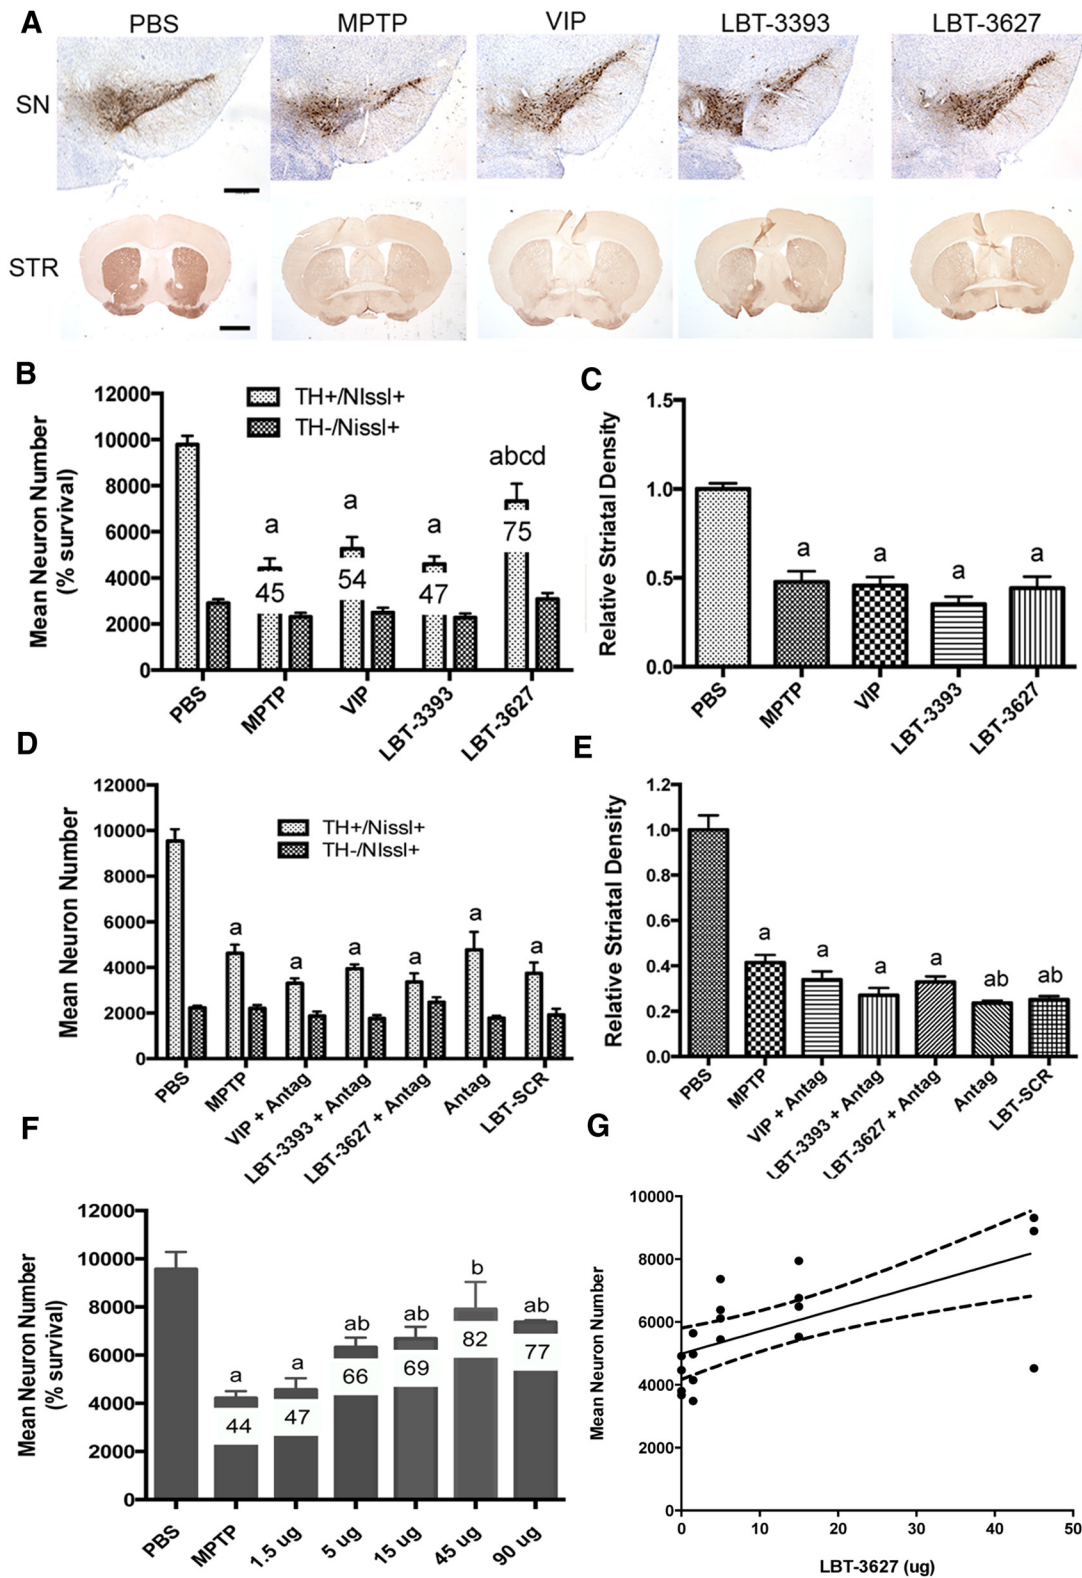 A
PBS
MPTP
VIP
LBT-3393
LBT-3627
SN
STR
B
Mean Neuron Number
(% survival)
12000
10000
8000
6000
4000
2000
0
TH+/NIssl+
TH-/Nissl+
a
a
a
abcd
45
54
47
75
PBS
MPTP
VIP
LBT-3393
LBT-3627
C
Relative Striatal Density
1.5
1.0
0.5
0.0
a
a
a
a
PBS
MPTP
VIP
LBT-3393
LBT-3627
D
Mean Neuron Number
12000
10000
8000
6000
4000
2000
0
TH+/Nissl+
TH-/NIssl+
a
a
a
a
a
a
PBS
MPTP
VIP + Antag
LBT-3393 + Antag
LBT-3627 + Antag
Antag
LBT-SCR
E
Relative Striatal Density
1.2
1.0
0.8
0.6
0.4
0.2
0.0
a
a
a
a
ab
ab
PBS
MPTP
VIP + Antag
LBT-3393 + Antag
LBT-3627 + Antag
Antag
LBT-SCR
F
Mean Neuron Number
(% survival)
12000
10000
8000
6000
4000
2000
0
a
a
ab
ab
b
ab
44
47
66
69
82
77
PBS
MPTP
1.5 ug
5 ug
15 ug
45 ug
90 ug
G
Mean Neuron Number
10000
8000
6000
4000
2000
0
0
10
20
30
40
50
LBT-3627 (ug)